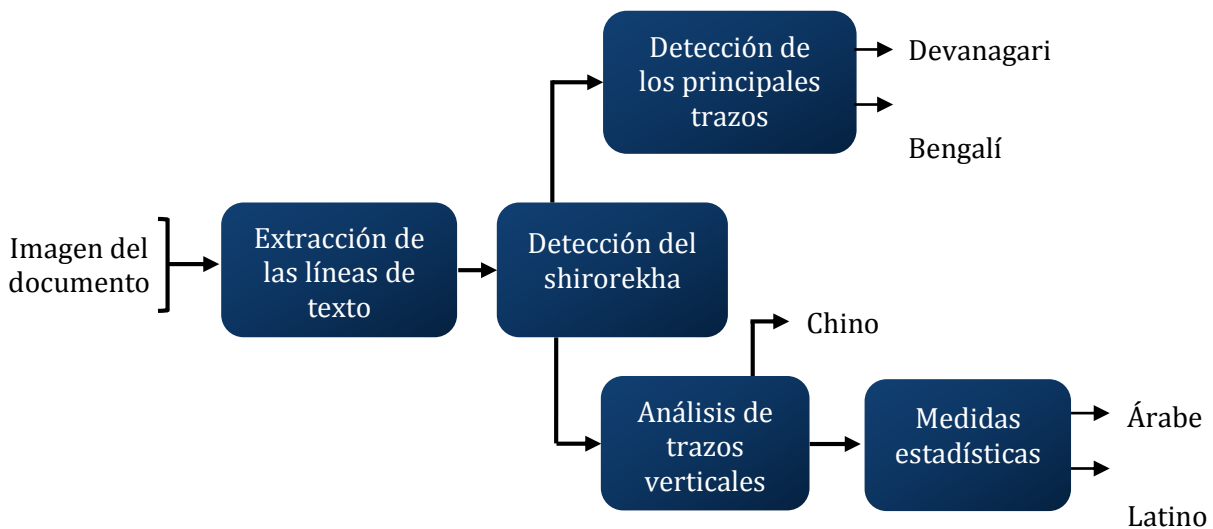 Imagen del
documento
Extracción de
las líneas de
texto
Detección del
shirorekha
Detección de
los principales
trazos
Devanagari
Bengalí
Análisis de
trazos
verticales
Chino
Medidas
estadísticas
Árabe
Latino